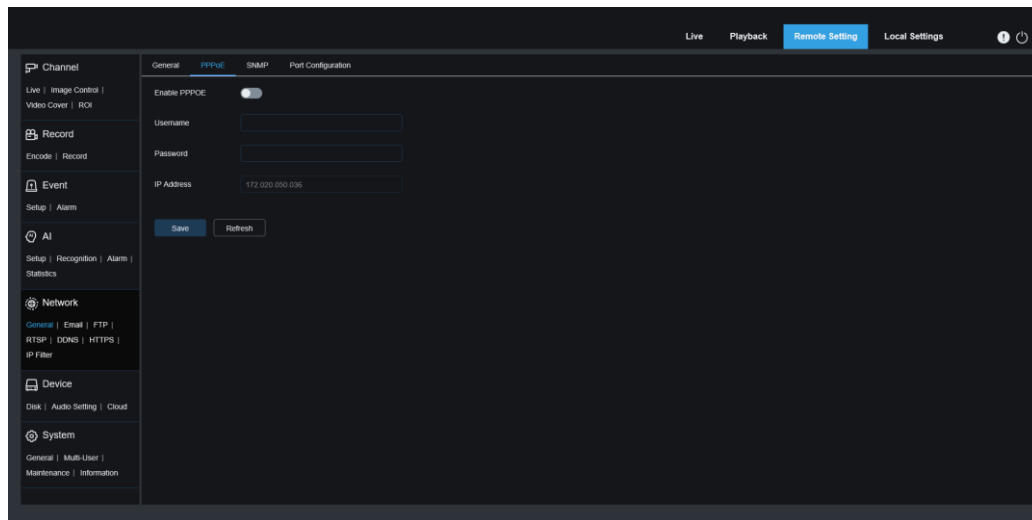 Live Playback Remote Setting Local Settings
Channel
Live | Image Control |
Video Cover | ROI
Record
Encode | Record
Event
Setup | Alarm
AI
Setup | Recognition | Alarm |
Statistics
Network
General | Email | FTP |
RTSP | DDNS | HTTPS |
IP Filter
Device
Disk | Audio Setting | Cloud
System
General | Multi-User |
Maintenance | Information
General PPPoE SNMP Port Configuration
Enable PPPOE
Username
Password
IP Address 172.020.050.036
Save Refresh